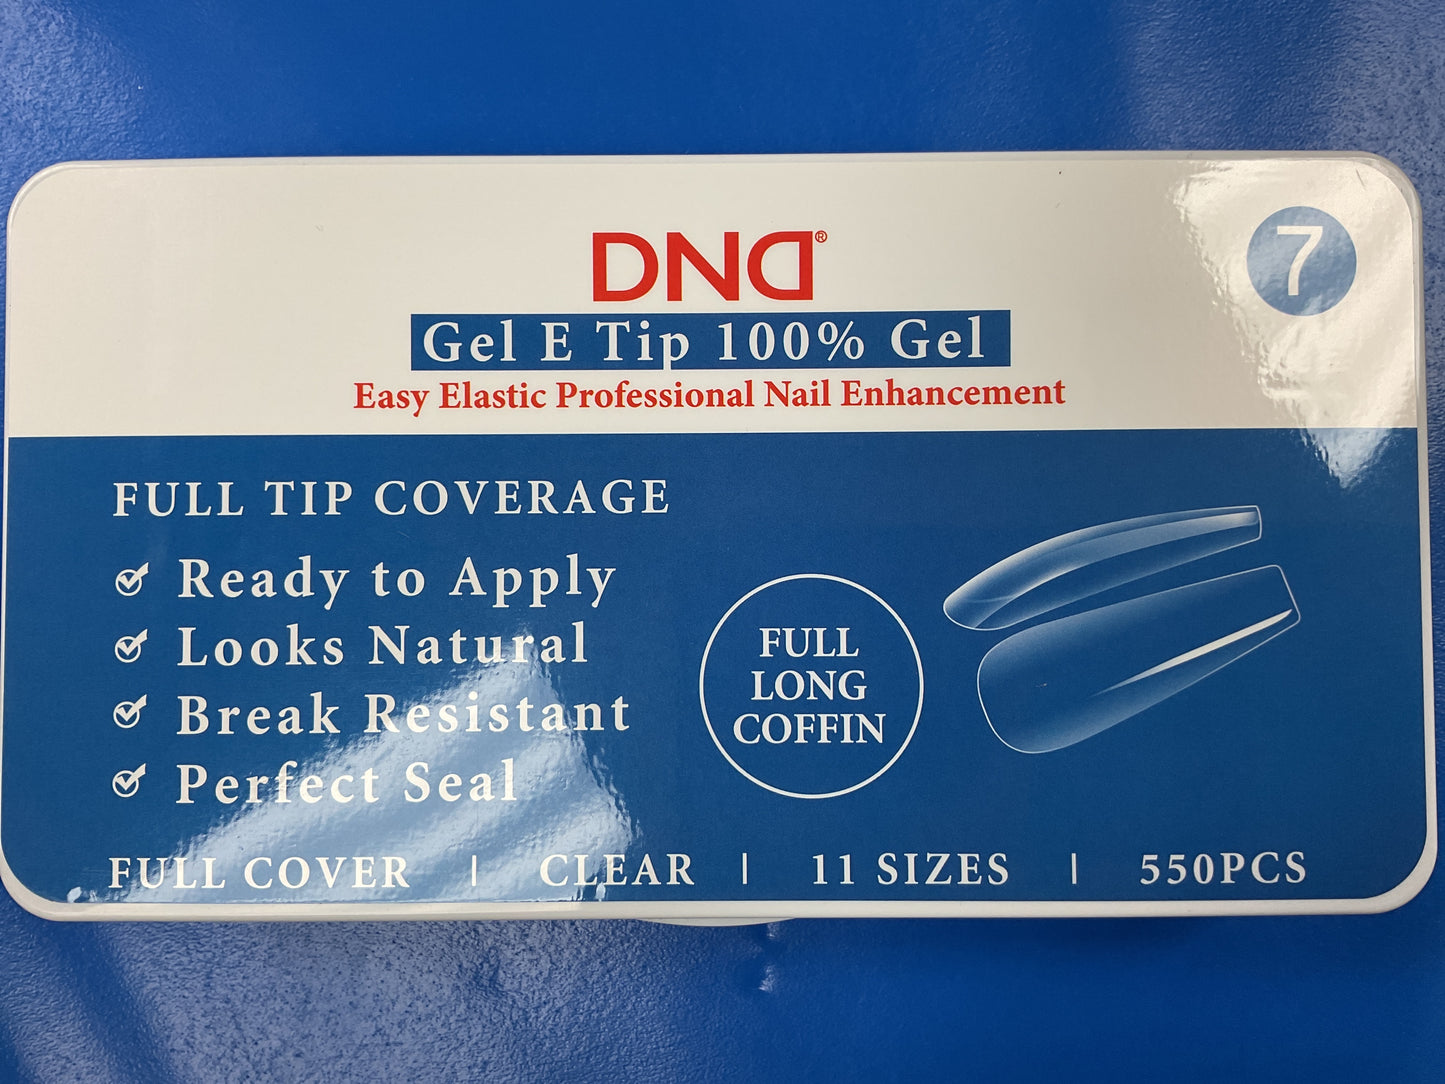 DND®
7
Gel E Tip 100% Gel
Easy Elastic Professional Nail Enhancement
FULL TIP COVERAGE
Ready to Apply
Looks Natural
Break Resistant
Perfect Seal
FULL
LONG
COFFIN
FULL COVER | CLEAR | 11 SIZES | 550PCS